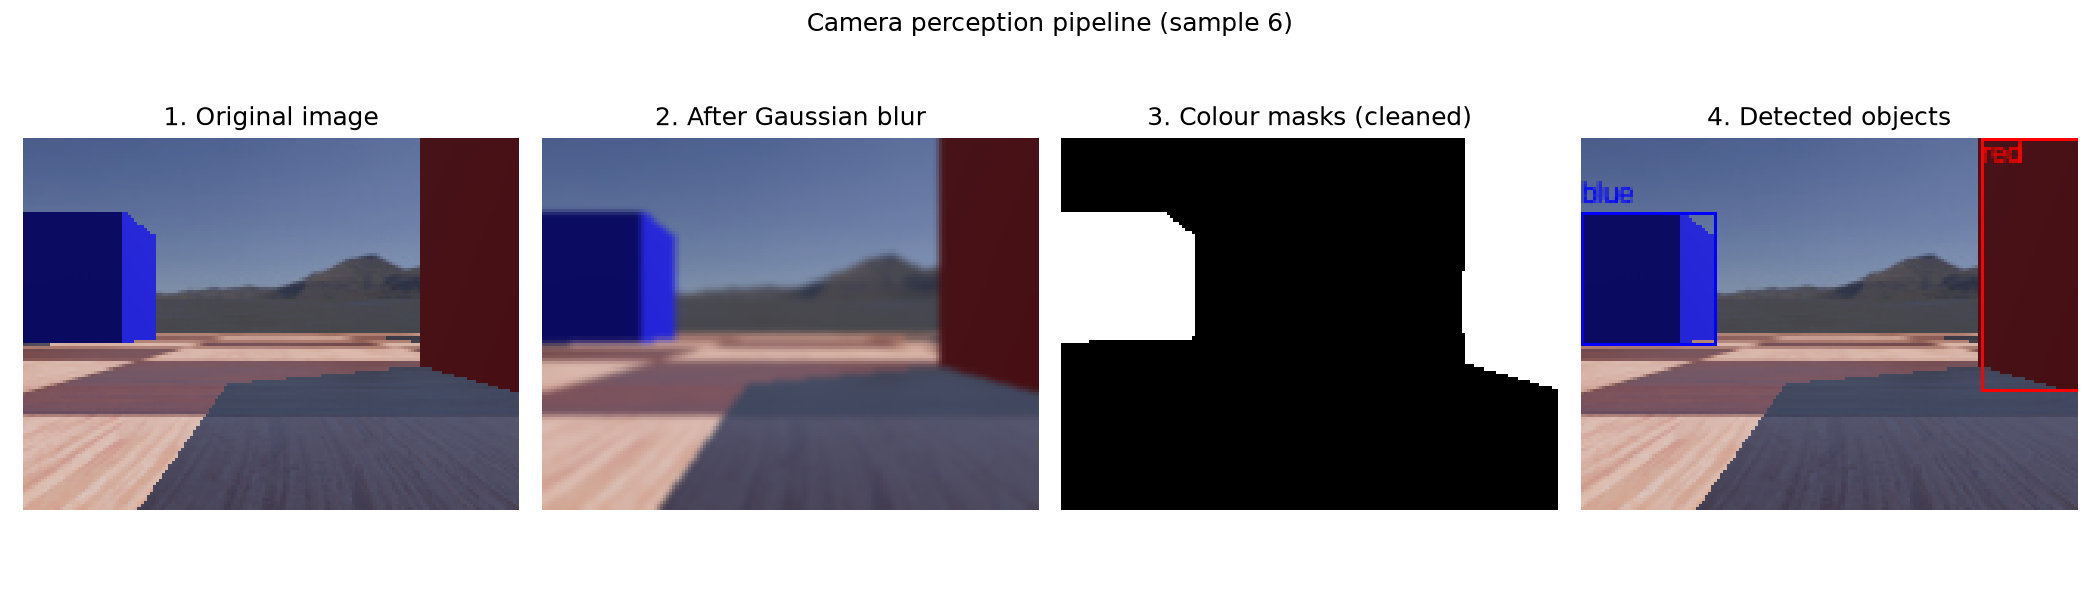 Camera perception pipeline (sample 6)
1. Original image
2. After Gaussian blur
3. Colour masks (cleaned)
4. Detected objects
red
blue